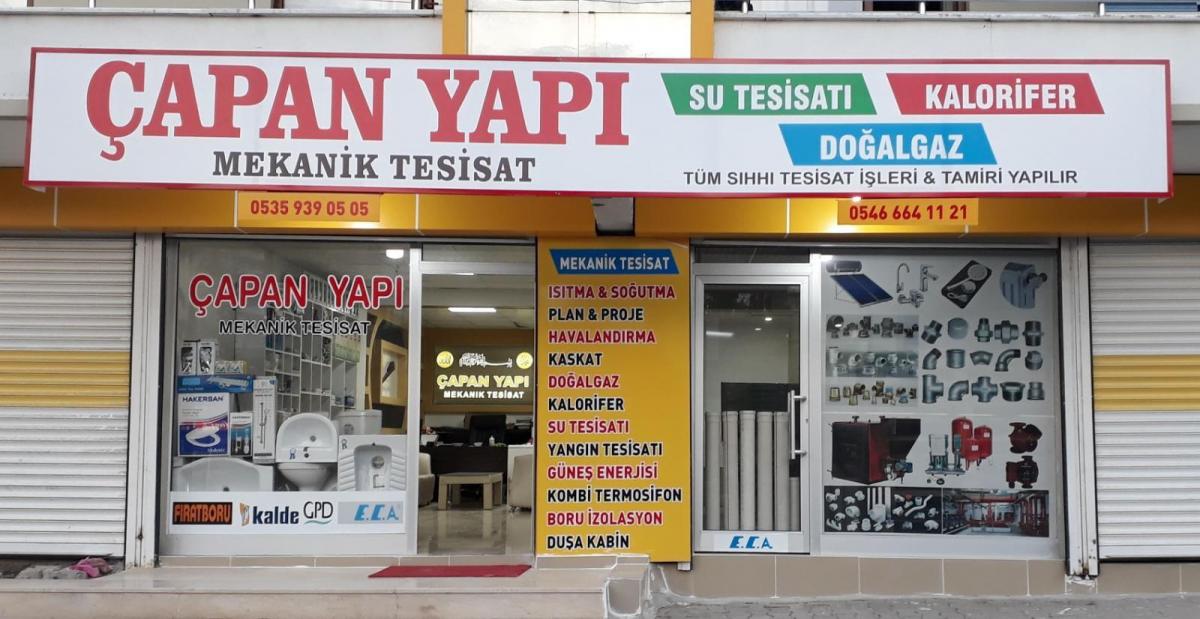 ÇAPAN YAPI
MEKANİK TESİSAT
SU TESİSATI
KALORİFER
DOĞALGAZ
TÜM SIHHI TESİSAT İŞLERİ & TAMİRİ YAPILIR
0535 939 05 05
0546 664 11 21
ÇAPAN YAPI
MEKANİK TESİSAT
HAKERSAN
FIRATBORU
kalde
GPD
E.C.A
ÇAPAN YAPI
MEKANİK TESİSAT
MEKANİK TESİSAT
ISITMA & SOĞUTMA
PLAN & PROJE
HAVALANDIRMA
KASKAT
DOĞALGAZ
KALORİFER
SU TESİSATI
YANGIN TESİSATI
GÜNEŞ ENERJİSİ
KOMBİ TERMOSİFON
BORU İZOLASYON
DUŞA KABİN
E.C.A